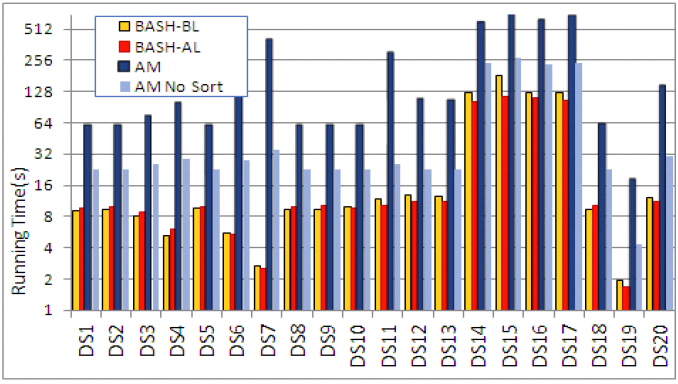 512
256
128
64
32
16
8
4
2
1
Running Time(s)
BASH-BL
BASH-AL
AM
AM No Sort
DS1
DS2
DS3
DS4
DS5
DS6
DS7
DS8
DS9
DS10
DS11
DS12
DS13
DS14
DS15
DS16
DS17
DS18
DS19
DS20